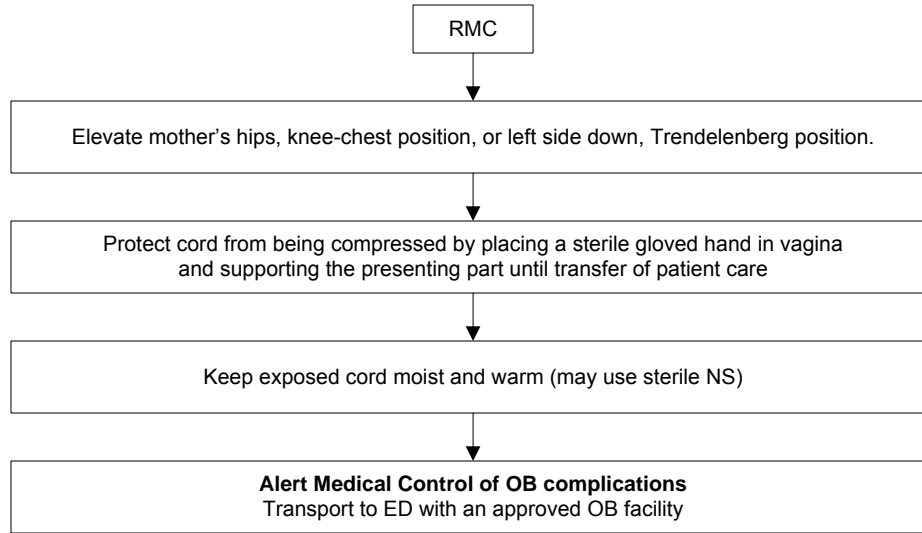 RMC
Elevate mother’s hips, knee-chest position, or left side down, Trendelenberg position.
Protect cord from being compressed by placing a sterile gloved hand in vagina
and supporting the presenting part until transfer of patient care
Keep exposed cord moist and warm (may use sterile NS)
Alert Medical Control of OB complications
Transport to ED with an approved OB facility